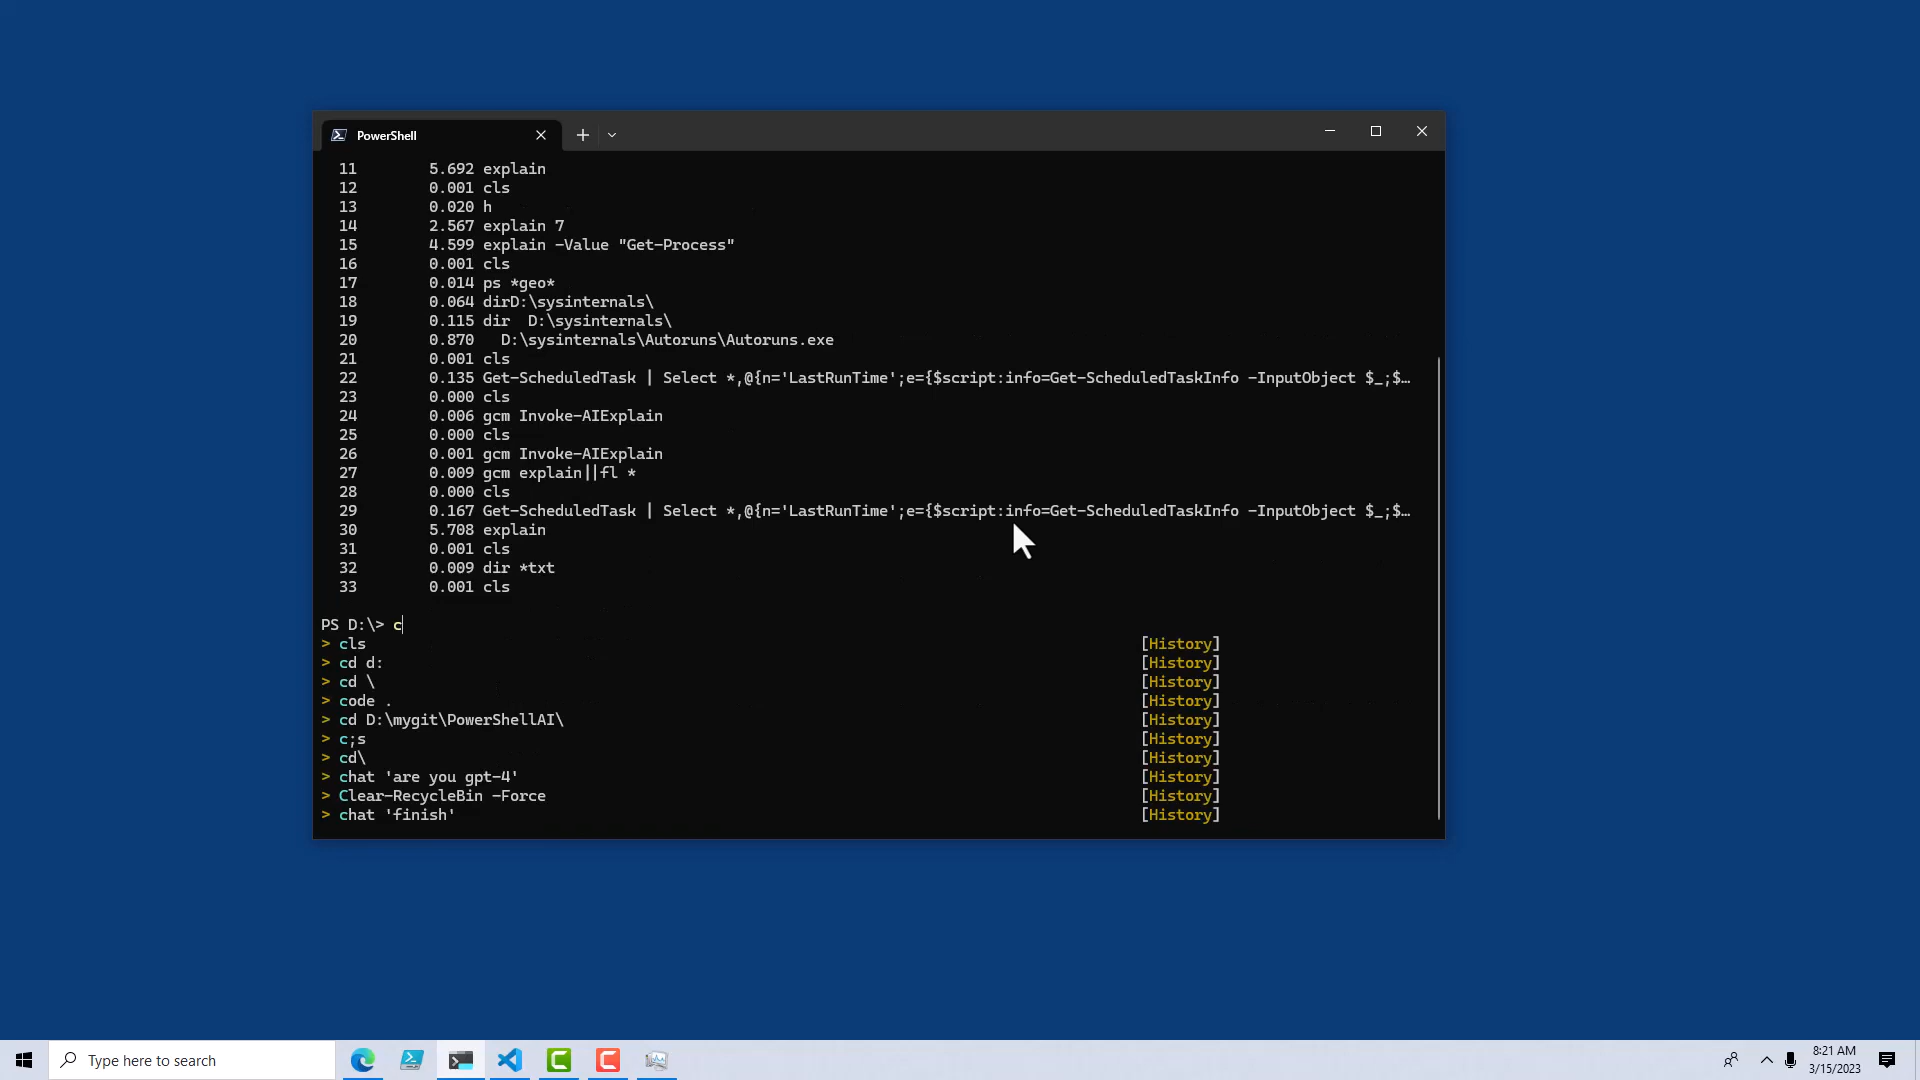 PowerShell
11 5.692 explain
12 0.001 cls
13 0.020 h
14 2.567 explain 7
15 4.599 explain -Value "Get-Process"
16 0.001 cls
17 0.014 ps *geo*
18 0.064 dirD:\sysinternals\
19 0.115 dir  D:\sysinternals\
20 0.870   D:\sysinternals\Autoruns\Autoruns.exe
21 0.001 cls
22 0.135 Get-ScheduledTask | Select *,@{n='LastRunTime';e={$script:info=Get-ScheduledTaskInfo -InputObject $_;$…
23 0.000 cls
24 0.006 gcm Invoke-AIExplain
25 0.000 cls
26 0.001 gcm Invoke-AIExplain
27 0.009 gcm explain||fl *
28 0.000 cls
29 0.167 Get-ScheduledTask | Select *,@{n='LastRunTime';e={$script:info=Get-ScheduledTaskInfo -InputObject $_;$…
30 5.708 explain
31 0.001 cls
32 0.009 dir *txt
33 0.001 cls
PS D:\> c
> cls [History]
> cd d: [History]
> cd \ [History]
> code . [History]
> cd D:\mygit\PowerShellAI\ [History]
> c;s [History]
> cd\ [History]
> chat 'are you gpt-4' [History]
> Clear-RecycleBin -Force [History]
> chat 'finish' [History]
Type here to search
8:21 AM
3/15/2023